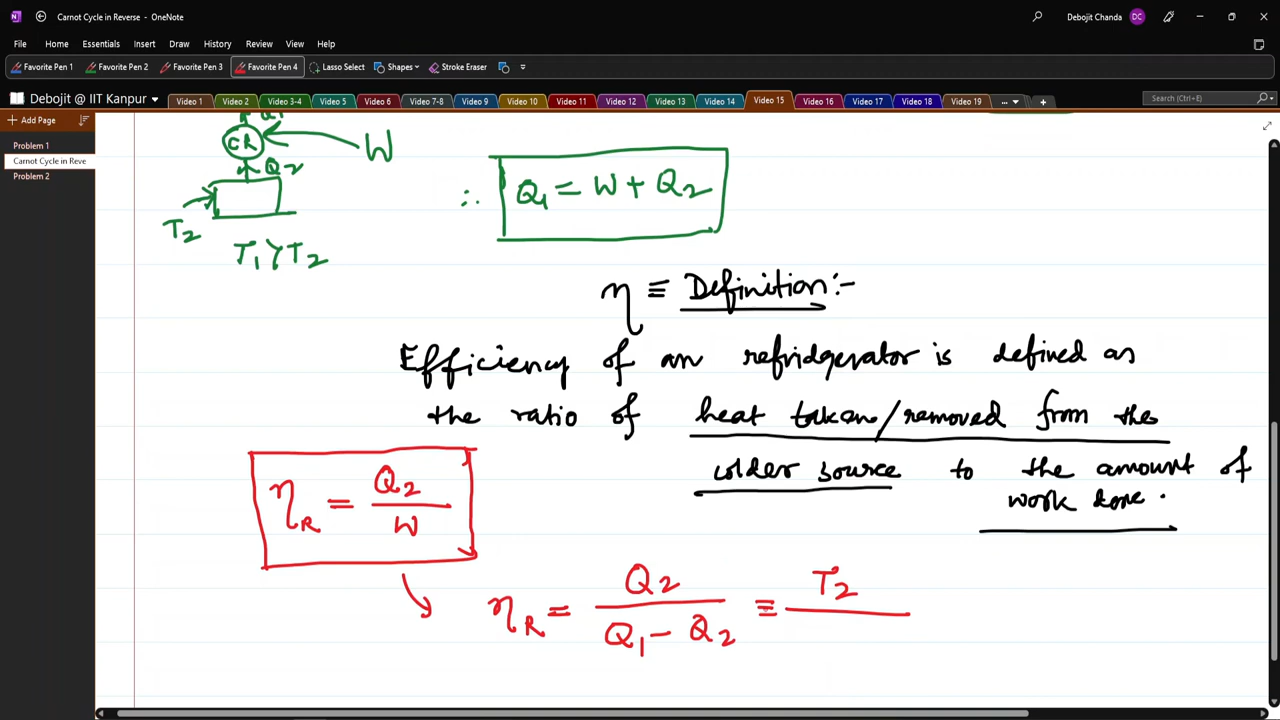 Carnot Cycle in Reverse - OneNote
Debojit Chanda DC
File Home Essentials Insert Draw History Review View Help
Favorite Pen 1 Favorite Pen 2 Favorite Pen 3 Favorite Pen 4 Lasso Select Shapes Stroke Eraser
Debojit @ IIT Kanpur Video 1 Video 2 Video 3-4 Video 5 Video 6 Video 7-8 Video 9 Video 10 Video 11 Video 12 Video 13 Video 14 Video 15 Video 16 Video 17 Video 18 Video 19 ... + Search (Ctrl+E)
+ Add Page
Problem 1
Carnot Cycle in Reve
Problem 2
CR W
Q2
T2
T1 > T2
∴ Q1 = W + Q2
η ≡ Definition:-
Efficiency of an refridgerator is defined as
the ratio of heat taken/removed from the
colder source to the amount of
work done.
ηR = Q2 / W
ηR = Q2 / (Q1 - Q2) ≡ T2